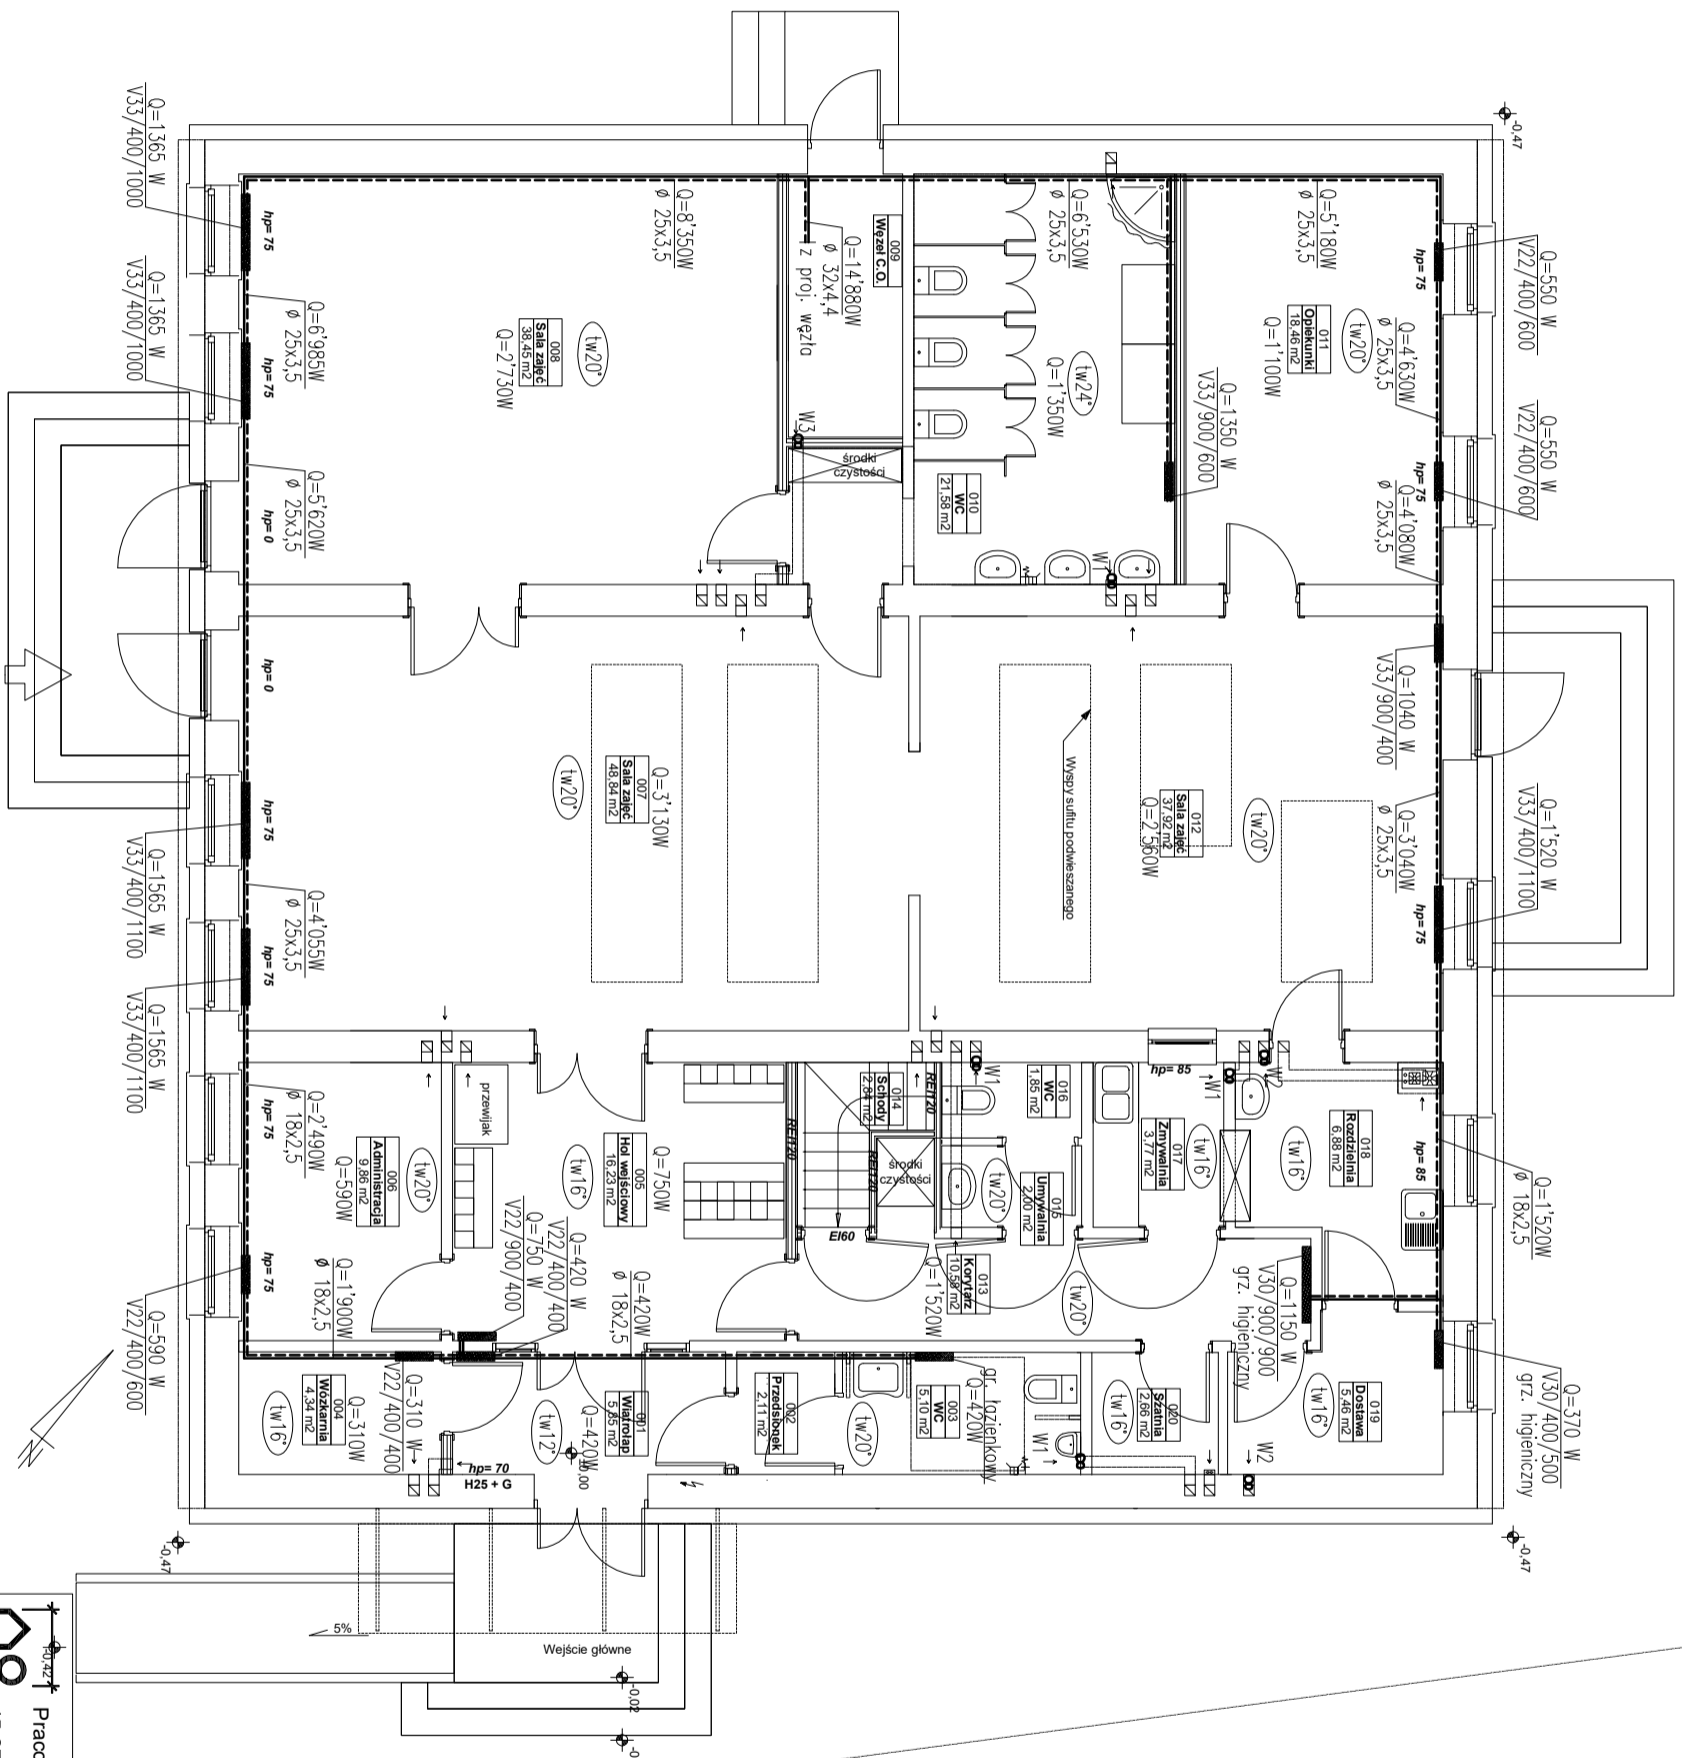 -0,47
Q=1365 W
V33/400/1000
Q=1365 W
V33/400/1000
Q=1565 W
V33/400/1100
Q=1565 W
V33/400/1100
Q=590 W
V22/400/600
hp= 75
hp= 75
hp= 0
hp= 0
hp= 75
hp= 75
hp= 75
hp= 75
Q=6'985W
ø 25x3,5
Q=5'620W
ø 25x3,5
Q=4'055W
ø 25x3,5
Q=2'490W
ø 18x2,5
Q=1'900W
ø 18x2,5
Q=8'350W
ø 25x3,5
008
Sala zajęć
38,45 m2
Q=2'730W
tw20°
009
Węzeł C.O.
Q=14'880W
ø 32x4,4
z proj. węzła
W3
środki
czystości
Q=6'530W
ø 25x3,5
tw24°
Q=1'350W
010
WC
21,58 m2
W1
Q=1350 W
V33/900/600
Q=5'180W
ø 25x3,5
011
Opiekunki
18,46 m2
Q=1'100W
tw20°
Q=4'630W
ø 25x3,5
Q=4'080W
ø 25x3,5
hp= 75
hp= 75
Q=550 W
V22/400/600
Q=550 W
V22/400/600
Q=1040 W
V33/900/400
Q=1'520 W
V33/400/1100
Q=3'040W
ø 25x3,5
hp= 75
tw20°
012
Sala zajęć
37,92 m2
Q=2'560W
Wyspy sufitu podwieszanego
Q=3'130W
007
Sala zajęć
48,84 m2
tw20°
przewijak
tw20°
006
Administracja
9,86 m2
Q=590W
Q=750W
005
Hol wejściowy
16,23 m2
tw16°
Q=420 W
V22/400/400
Q=750 W
V22/900/400
Q=420W
ø 18x2,5
REI120
REI120
REI120
EI60
014
Schody
2,84 m2
środki
czystości
W1
016
WC
1,85 m2
015
Umywalnia
2,00 m2
tw20°
013
Korytarz
10,58 m2
Q=1'520W
tw20°
hp= 85
W1
017
Zmywalnia
3,77 m2
tw16°
tw16°
018
Rozdzielnia
6,88 m2
hp= 85
Q=1'520W
ø 18x2,5
Q=1150 W
V30/900/900
grz. higieniczny
Q=370 W
V30/400/500
grz. higieniczny
019
Dostawa
5,46 m2
tw16°
W2
020
Szatnia
2,66 m2
tw16°
W1
gr. łazienkowy
Q=420W
003
WC
5,10 m2
tw20°
002
Przedsionek
2,11 m2
001
Wiatrołap
5,85 m2
Q=420W
tw12°
Q=310 W
V22/400/400
Q=310W
004
Wózkarnia
4,34 m2
tw16°
hp= 70
H25 + G
-0,47
-0,47
5%
Wejście główne
-0,02
-0,42